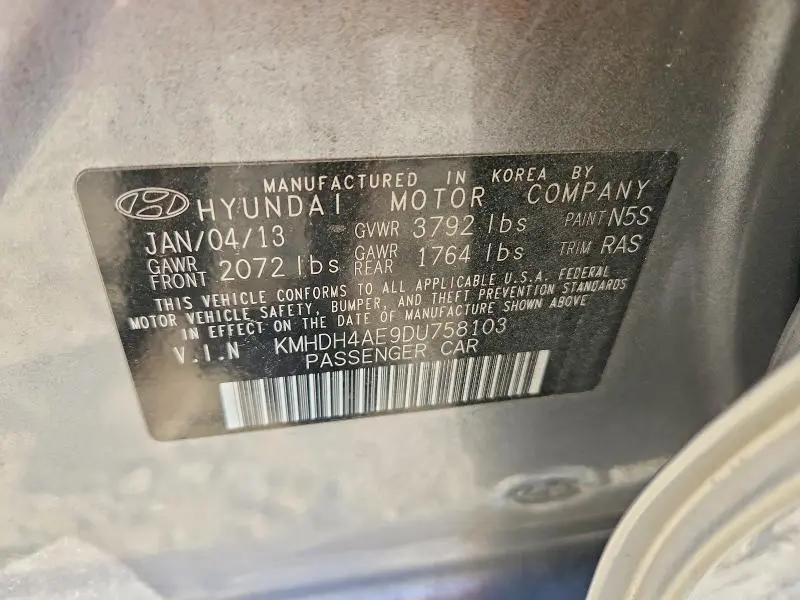 MANUFACTURED IN KOREA BY
HYUNDAI MOTOR COMPANY
JAN/04/13 GVWR 3792 lbs PAINT N5S
GAWR FRONT 2072 lbs GAWR REAR 1764 lbs TRIM RAS
THIS VEHICLE CONFORMS TO ALL APPLICABLE U.S.A. FEDERAL
MOTOR VEHICLE SAFETY, BUMPER, AND THEFT PREVENTION STANDARDS
IN EFFECT ON THE DATE OF MANUFACTURE SHOWN ABOVE
V.I.N KMHDH4AE9DU758103
PASSENGER CAR